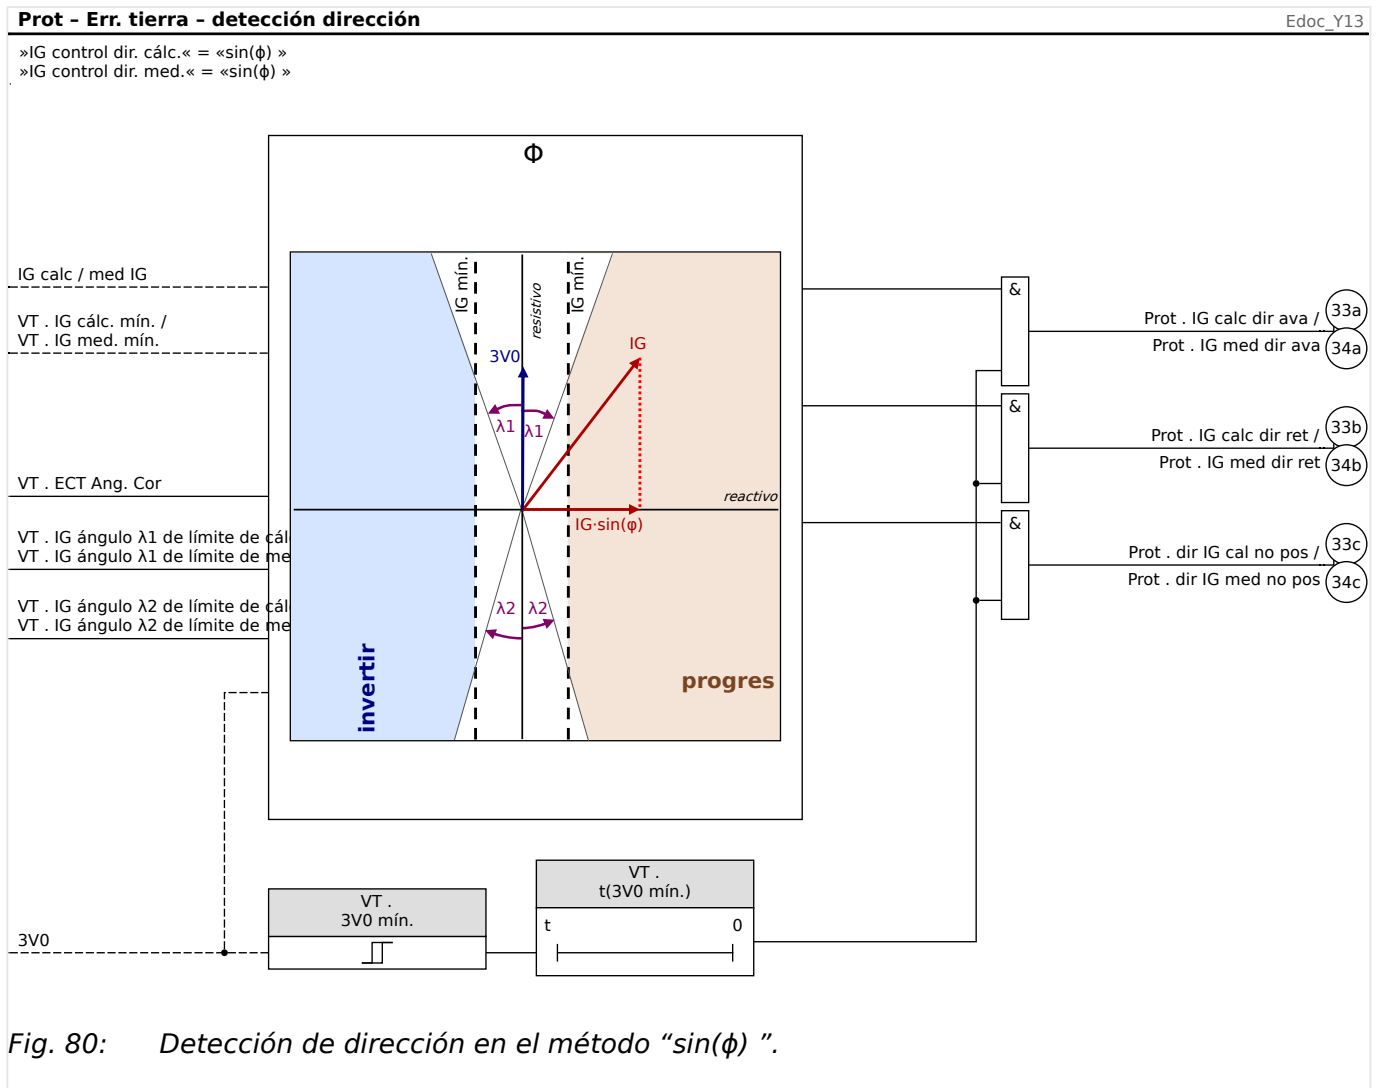 Prot – Err. tierra – detección dirección
Edoc_Y13
»IG control dir. cálc.« = «sin(ϕ) »
»IG control dir. med.« = «sin(ϕ) »
Φ
IG calc / med IG
VT . IG cálc. mín. /
VT . IG med. mín.
VT . ECT Ang. Cor
VT . IG ángulo λ1 de límite de cálc
VT . IG ángulo λ1 de límite de me
VT . IG ángulo λ2 de límite de cálc
VT . IG ángulo λ2 de límite de me
IG mín.
resistivo
IG mín.
3V0
IG
λ1
λ1
reactivo
IG·sin(φ)
λ2
λ2
invertir
progres
&
Prot . IG calc dir ava /
Prot . IG med dir ava
33a
34a
&
Prot . IG calc dir ret /
Prot . IG med dir ret
33b
34b
&
Prot . dir IG cal no pos /
Prot . dir IG med no pos
33c
34c
3V0
VT .
3V0 mín.
VT .
t(3V0 mín.)
t
0
Fig. 80: Detección de dirección en el método “sin(ϕ) ”.